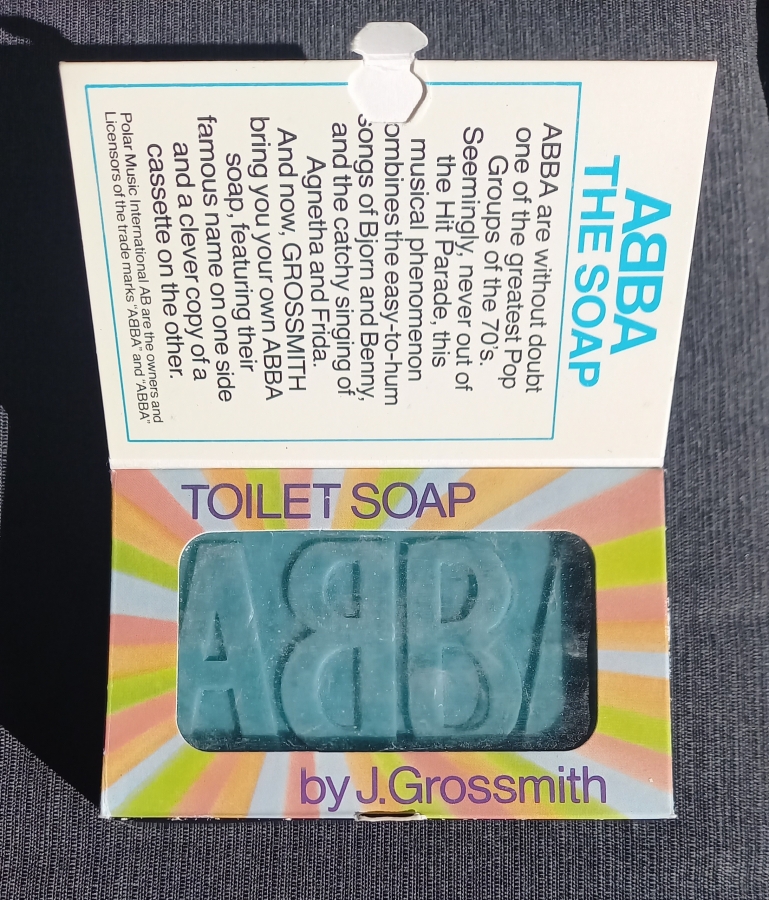 ABBA
THE SOAP
ABBA are without doubt
one of the greatest Pop
Groups of the 70's.
Seemingly, never out of
the Hit Parade, this
musical phenomenon
ombines the easy-to-hum
songs of Bjorn and Benny,
and the catchy singing of
Agnetha and Frida.
And now, GROSSMITH
bring you your own ABBA
soap, featuring their
famous name on one side
and a clever copy of a
cassette on the other.
Polar Music International AB are the owners and
Licensors of the trade marks "AᗺBA" and "ABBA"
TOILET SOAP
AᗺBA
by J.Grossmith